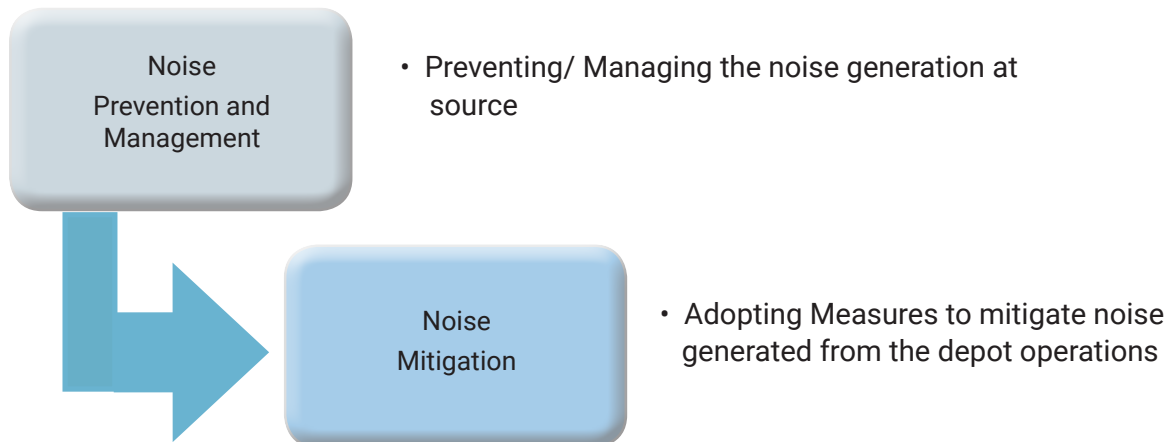 Noise
Prevention and
Management
• Preventing/ Managing the noise generation at
source
Noise
Mitigation
• Adopting Measures to mitigate noise
generated from the depot operations